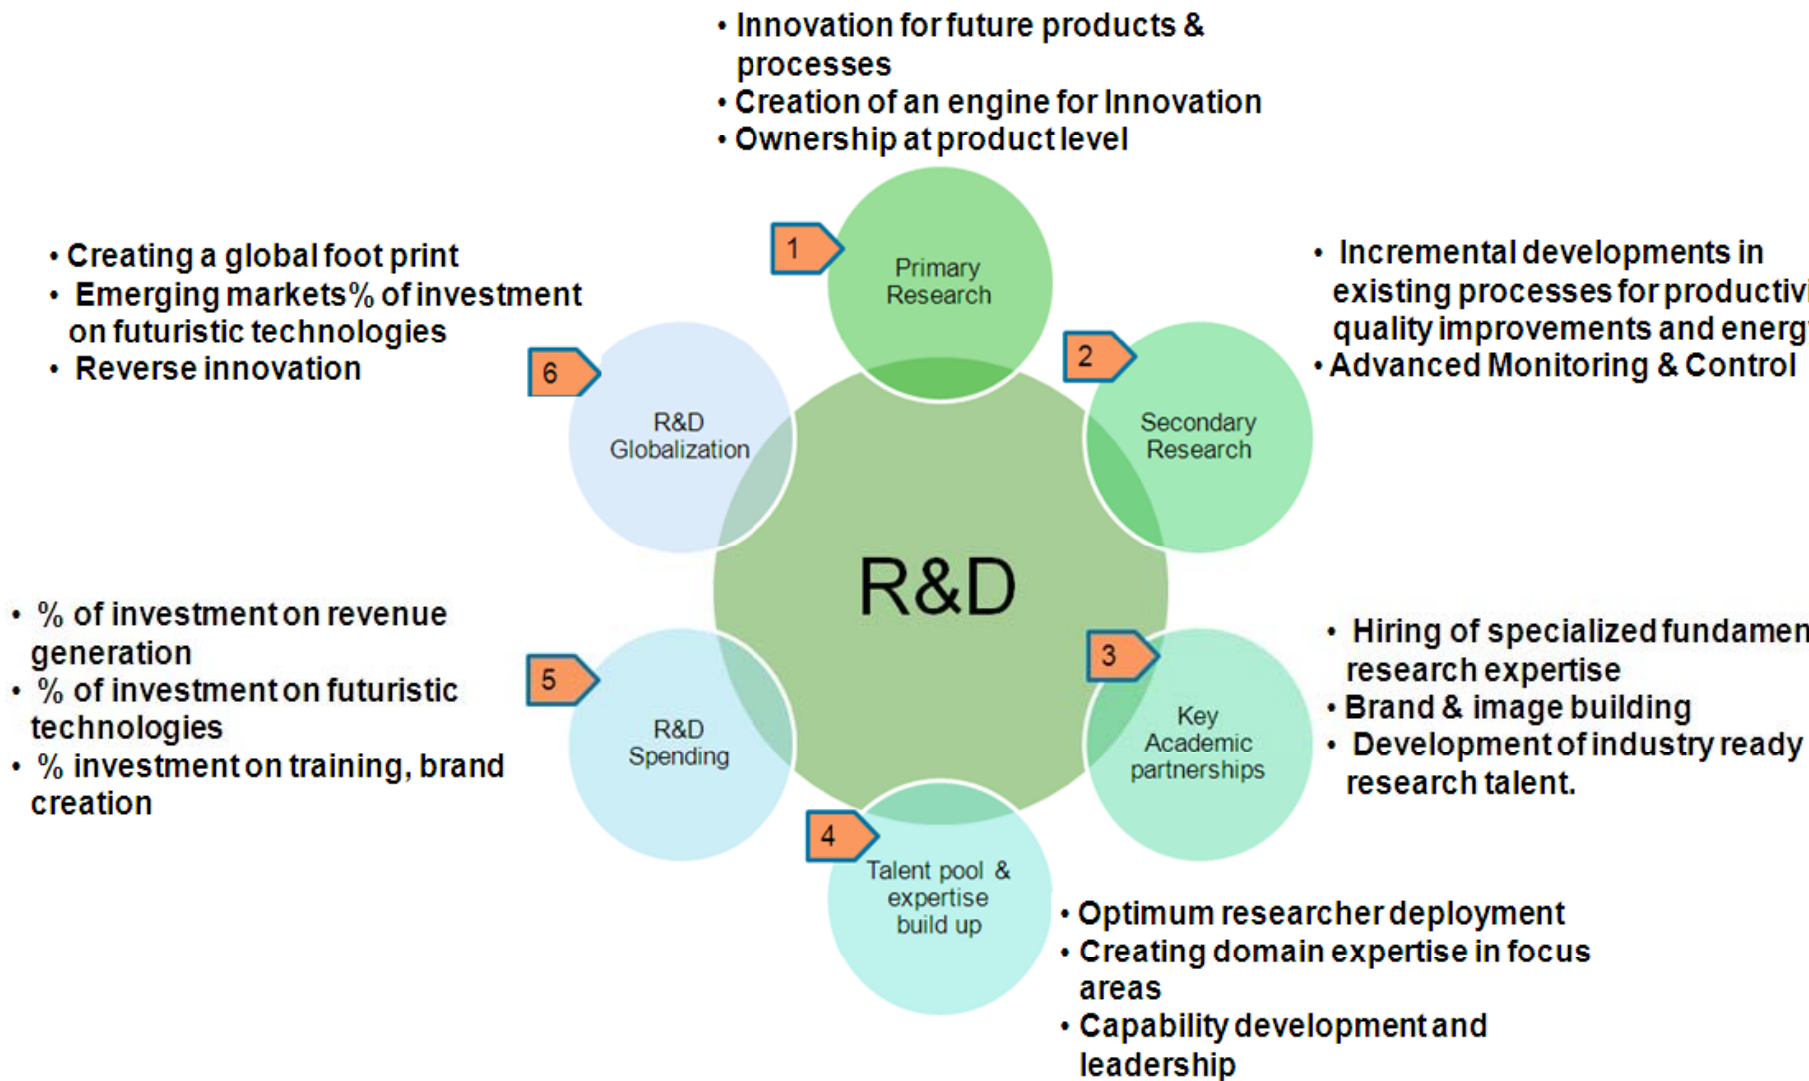 • Innovation for future products &
processes
• Creation of an engine for Innovation
• Ownership at product level
1
Primary
Research
• Incremental developments in
existing processes for
quality improvements and
• Advanced Monitoring & Control
2
Secondary
Research
• Hiring of specialized
research expertise
• Brand & image building
• Development of industry ready
research talent.
3
Key
Academic
partnerships
4
Talent pool &
expertise
build up
• Optimum researcher deployment
• Creating domain expertise in focus
areas
• Capability development and
leadership
• % of investment on revenue
generation
• % of investment on futuristic
technologies
• % investment on training, brand
creation
5
R&D
Spending
• Creating a global foot print
• Emerging markets% of investment
on futuristic technologies
• Reverse innovation
6
R&D
Globalization
R&D